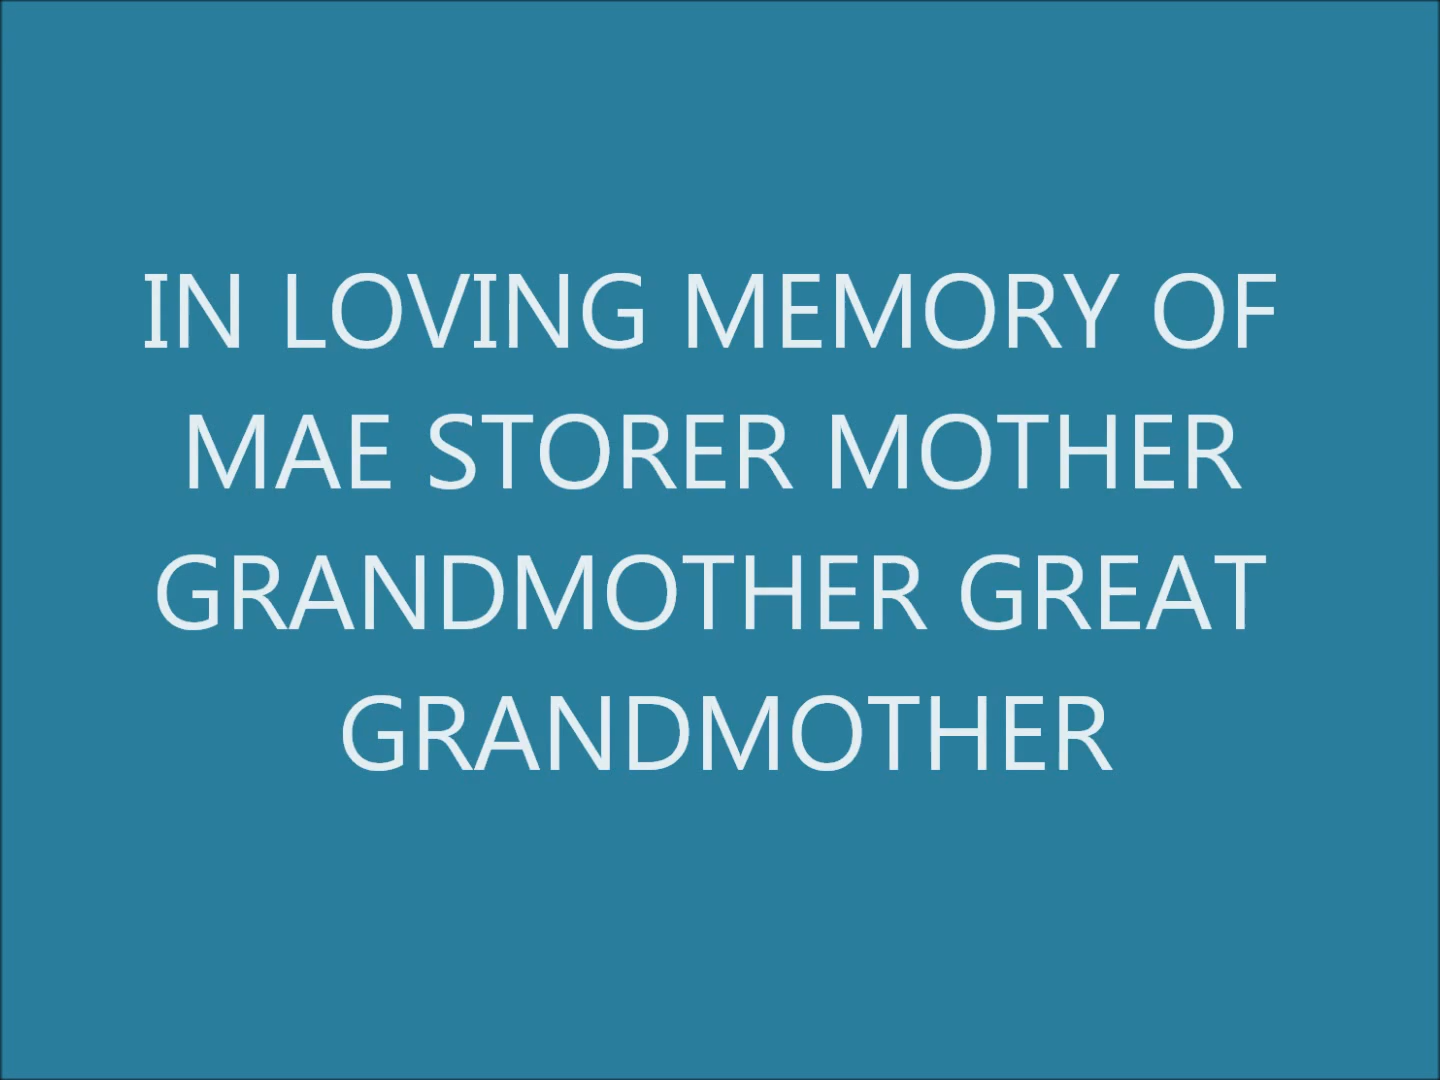 IN LOVING MEMORY OF
MAE STORER MOTHER
GRANDMOTHER GREAT
GRANDMOTHER